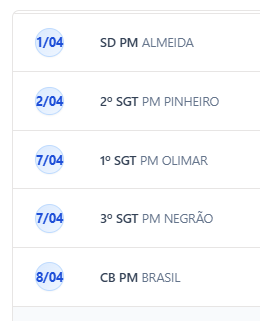 1/04 SD PM ALMEIDA
2/04 2º SGT PM PINHEIRO
7/04 1º SGT PM OLIMAR
7/04 3º SGT PM NEGRÃO
8/04 CB PM BRASIL